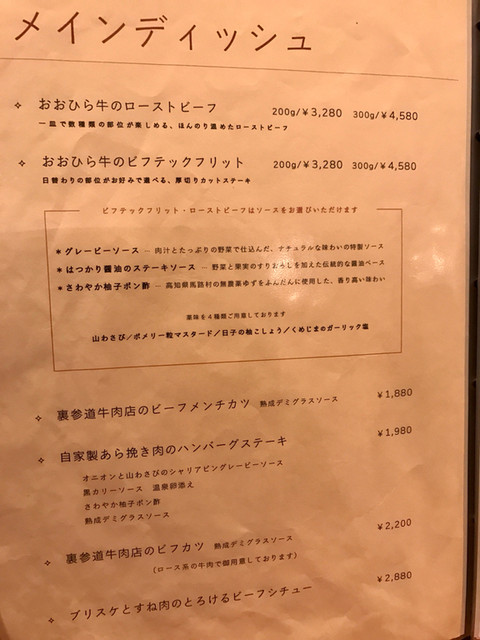 メインディッシュ
おおひら牛のローストビーフ 200g/¥3,280 300g/¥4,580
一皿で数種類の部位が楽しめる、ほんのり温めたローストビーフ
おおひら牛のビフテックフリット 200g/¥3,280 300g/¥4,580
日替わりの部位がお好みで選べる、厚切りカットステーキ
ビフテックフリット・ローストビーフはソースをお選びいただけます
＊グレービーソース ― 肉汁とたっぷりの野菜で仕込んだ、ナチュラルな味わいの特製ソース
＊はつかり醤油のステーキソース ― 野菜と果実のすりおろしを加えた伝統的な醤油ベース
＊さわやか柚子ポン酢 ― 高知県馬路村の無農薬ゆずをふんだんに使用した、香り高い味わい
薬味を4種類ご用意しております
山わさび／ポメリー粒マスタード／日子の柚こしょう／くめじまのガーリック塩
裏参道牛肉店のビーフメンチカツ 熟成デミグラスソース ¥1,880
自家製あら挽き肉のハンバーグステーキ ¥1,980
オニオンと山わさびのシャリアピングレービーソース
黒カリーソース 温泉卵添え
さわやか柚子ポン酢
熟成デミグラスソース
裏参道牛肉店のビフカツ 熟成デミグラスソース ¥2,200
(ロース系の牛肉で御用意しております)
ブリスケとすね肉のとろけるビーフシチュー ¥2,880